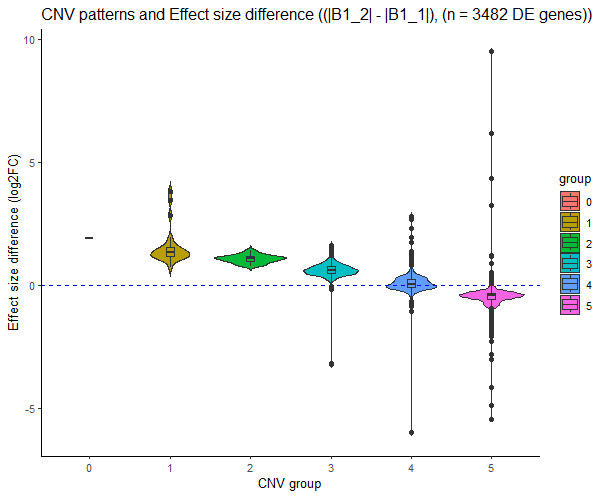 CNV patterns and Effect size difference ((|B1_2| - |B1_1|), (n = 3482 DE genes))
10
5
0
-5
Effect size difference (log2FC)
0 1 2 3 4 5
CNV group
group
0
1
2
3
4
5